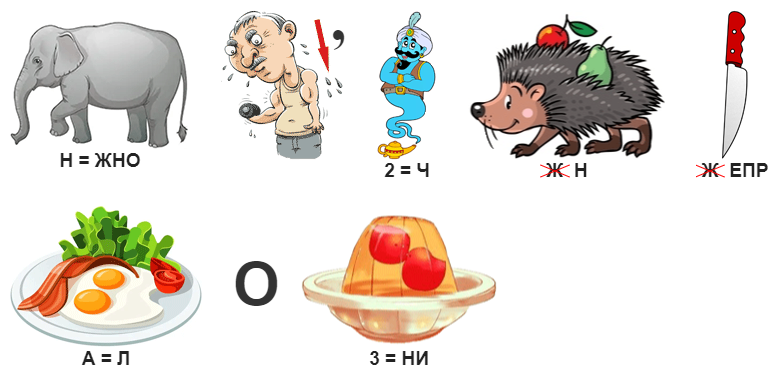 ,
Н = ЖНО
2 = Ч
Ж Н
Ж ЕПР
О
А = Л
3 = НИ